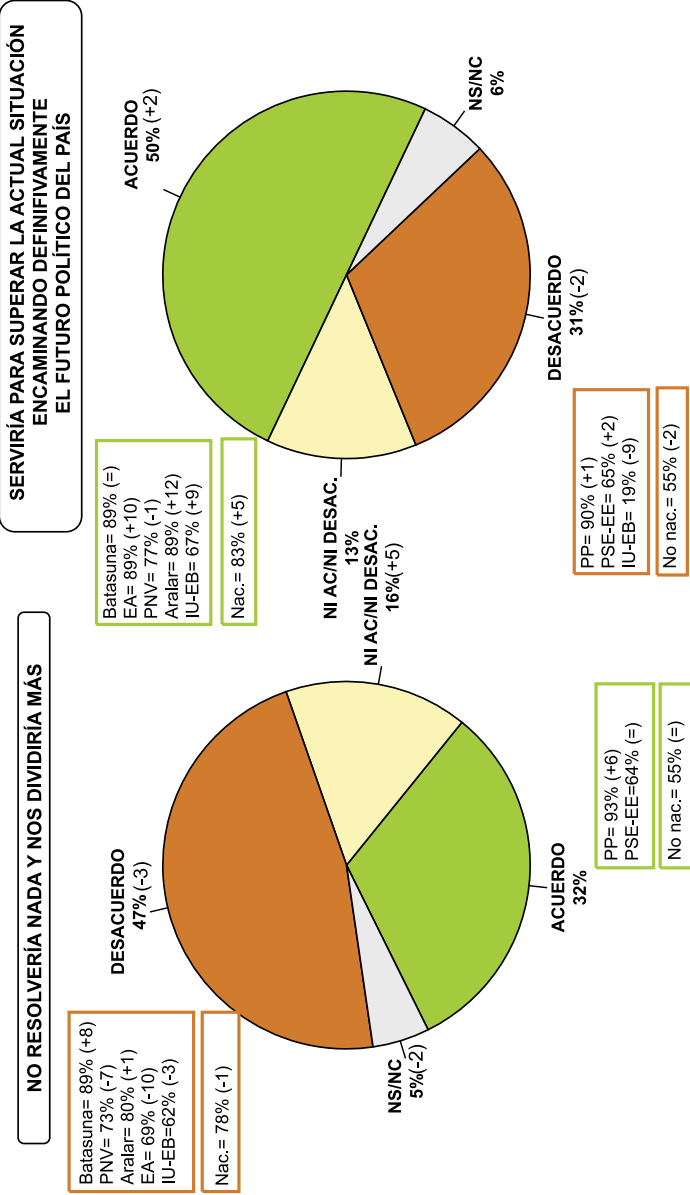 NO RESOLVERÍA NADA Y NOS DIVIDIRÍA MÁS
Batasuna= 89% (+8)
PNV= 73% (-7)
Aralar= 80% (+1)
EA= 69% (-10)
IU-EB=62% (-3)
Nac.= 78% (-1)
DESACUERDO
47% (-3)
NI AC/NI DESAC.
16%(+5)
NS/NC
5%(-2)
ACUERDO
32%
PP= 93% (+6)
PSE-EE=64% (=)
No nac.= 55% (=)
SERVIRÍA PARA SUPERAR LA ACTUAL SITUACIÓN
ENCAMINANDO DEFINIFIVAMENTE
EL FUTURO POLÍTICO DEL PAÍS
Batasuna= 89% (=)
EA= 89% (+10)
PNV= 77% (-1)
Aralar= 89% (+12)
IU-EB= 67% (+9)
Nac.= 83% (+5)
ACUERDO
50% (+2)
NI AC/NI DESAC.
13%
NS/NC
6%
DESACUERDO
31%(-2)
PP= 90% (+1)
PSE-EE= 65% (+2)
IU-EB= 19% (-9)
No nac.= 55% (-2)